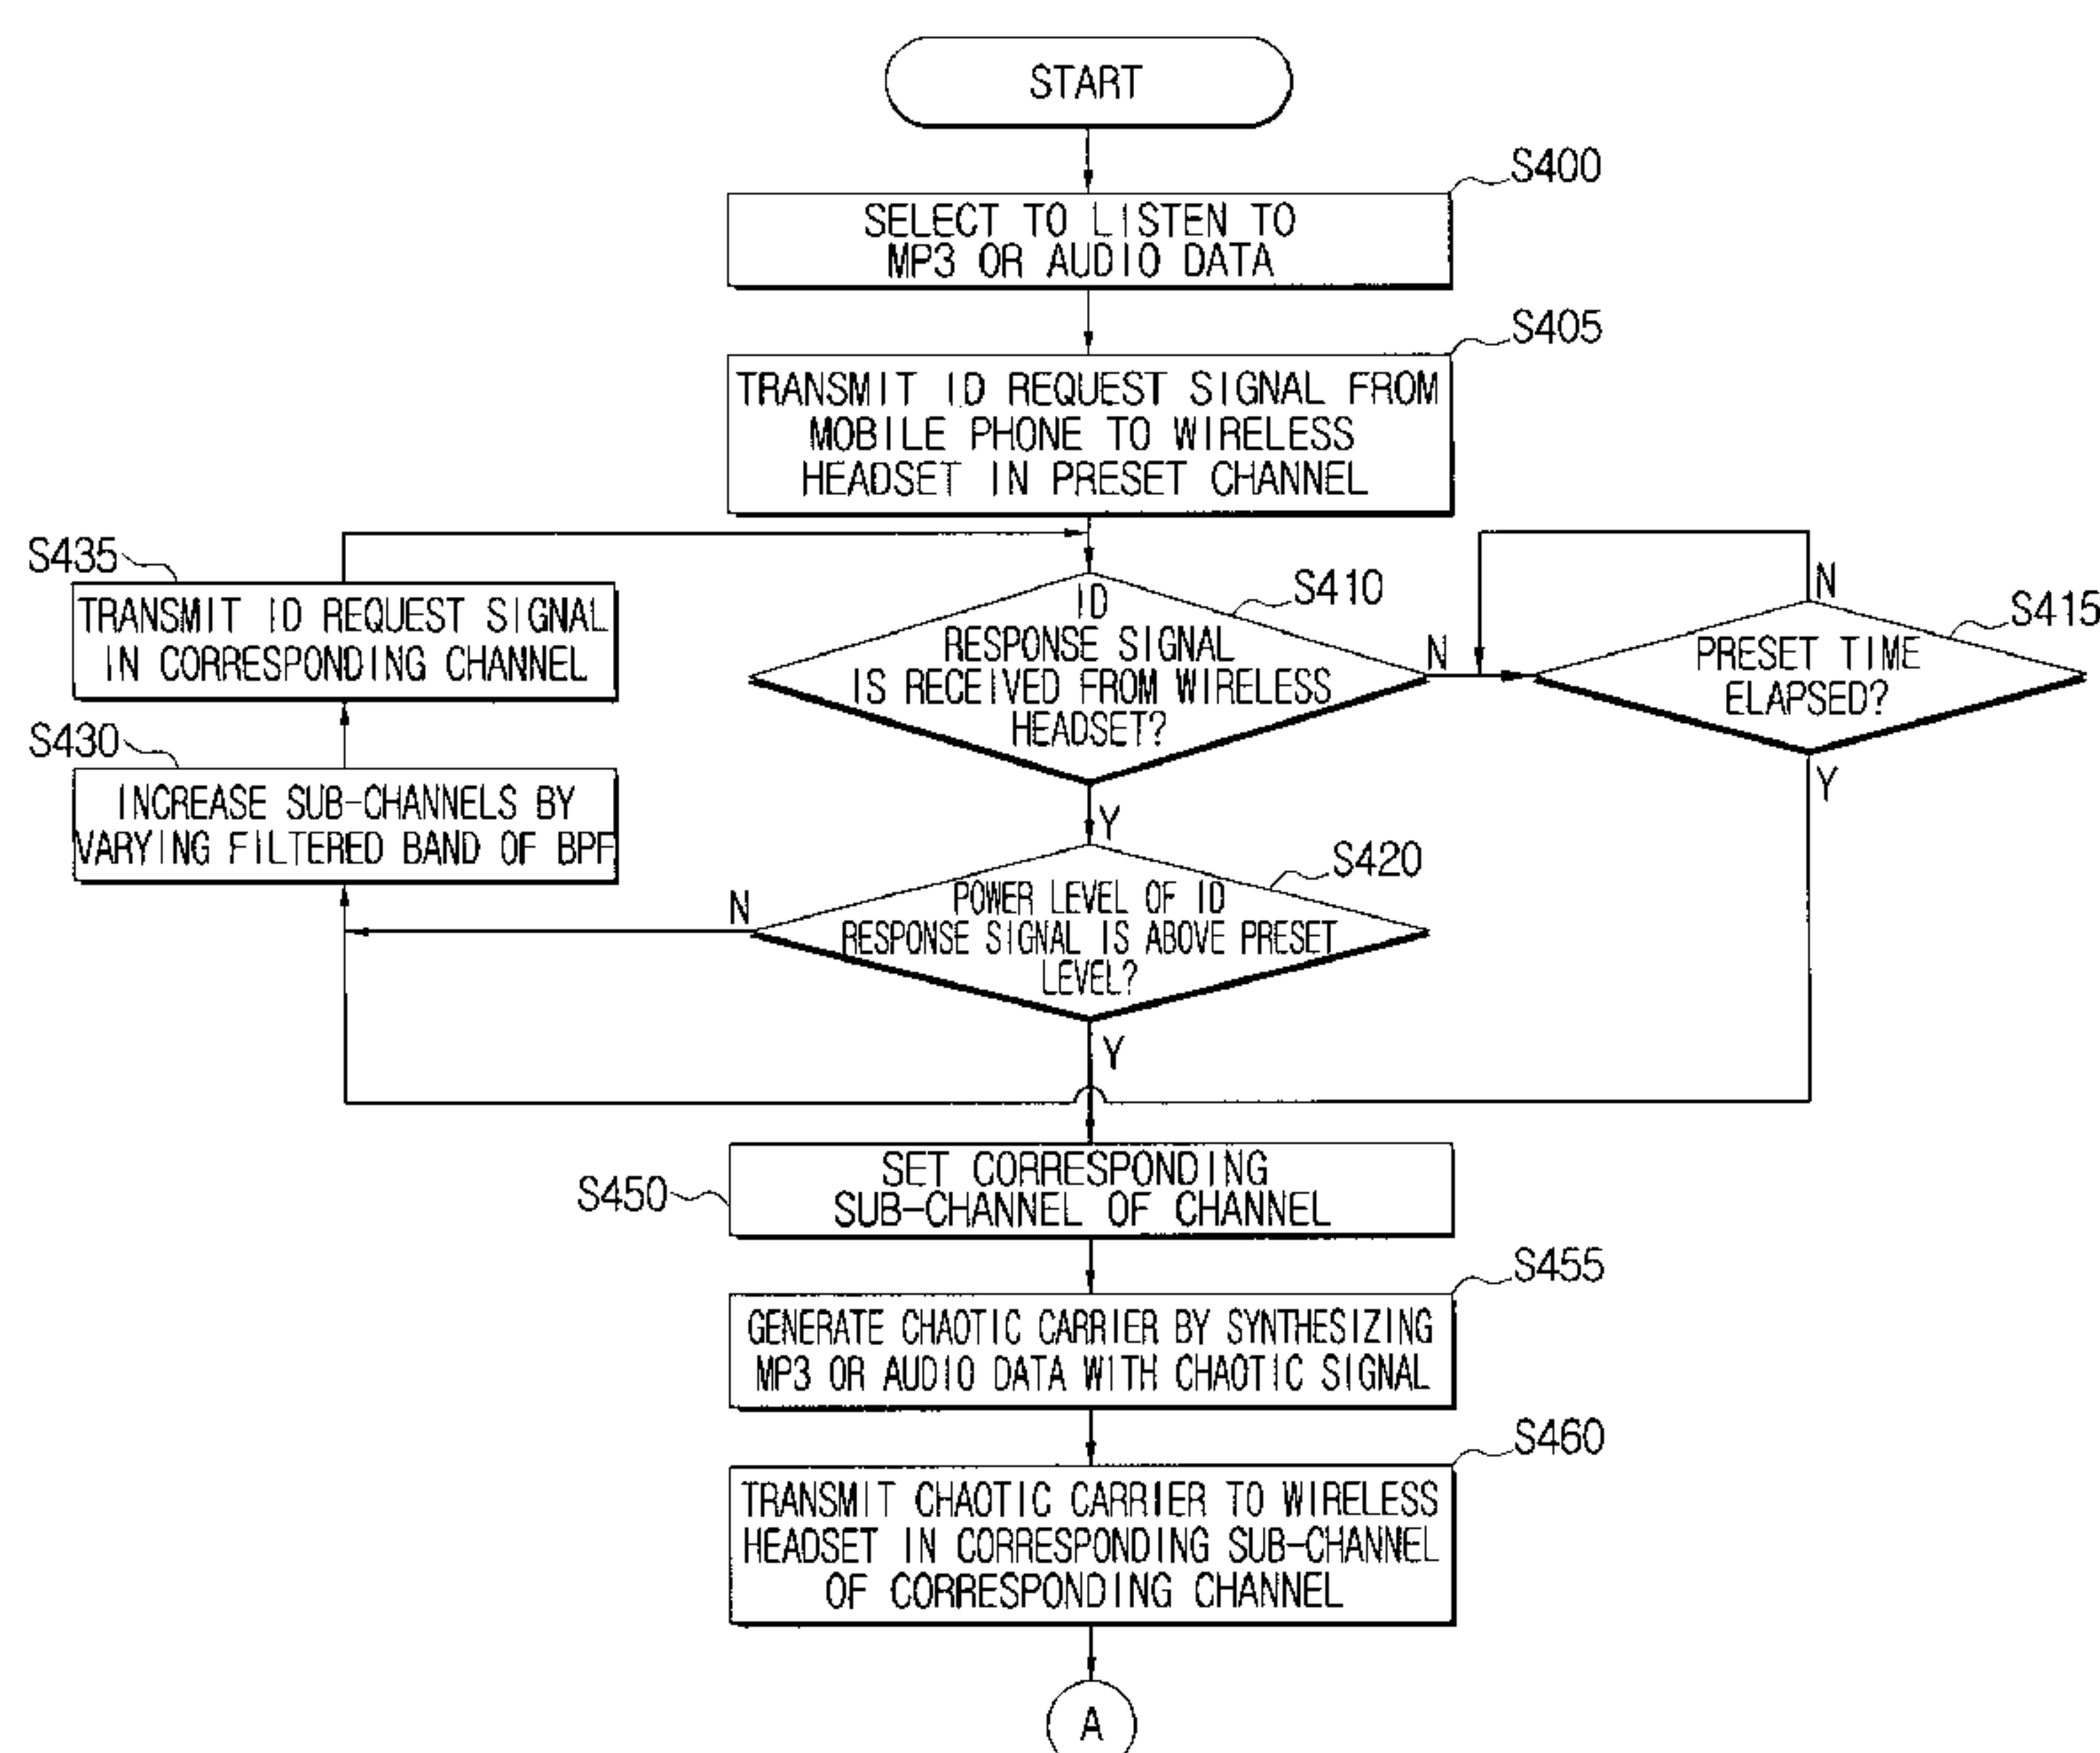 START
S400
SELECT TO LISTEN TO
MP3 OR AUDIO DATA
S405
TRANSMIT ID REQUEST SIGNAL FROM
MOBILE PHONE TO WIRELESS
HEADSET IN PRESET CHANNEL
S435
TRANSMIT ID REQUEST SIGNAL
IN CORRESPONDING CHANNEL
S410
ID
RESPONSE SIGNAL
IS RECEIVED FROM WIRELESS
HEADSET?
N
Y
N
S415
PRESET TIME
ELAPSED?
Y
S430
INCREASE SUB-CHANNELS BY
VARYING FILTERED BAND OF BPF
S420
N
POWER LEVEL OF ID
RESPONSE SIGNAL IS ABOVE PRESET
LEVEL?
Y
S450
SET CORRESPONDING
SUB-CHANNEL OF CHANNEL
S455
GENERATE CHAOTIC CARRIER BY SYNTHESIZING
MP3 OR AUDIO DATA WITH CHAOTIC SIGNAL
S460
TRANSMIT CHAOTIC CARRIER TO WIRELESS
HEADSET IN CORRESPONDING SUB-CHANNEL
OF CORRESPONDING CHANNEL
A